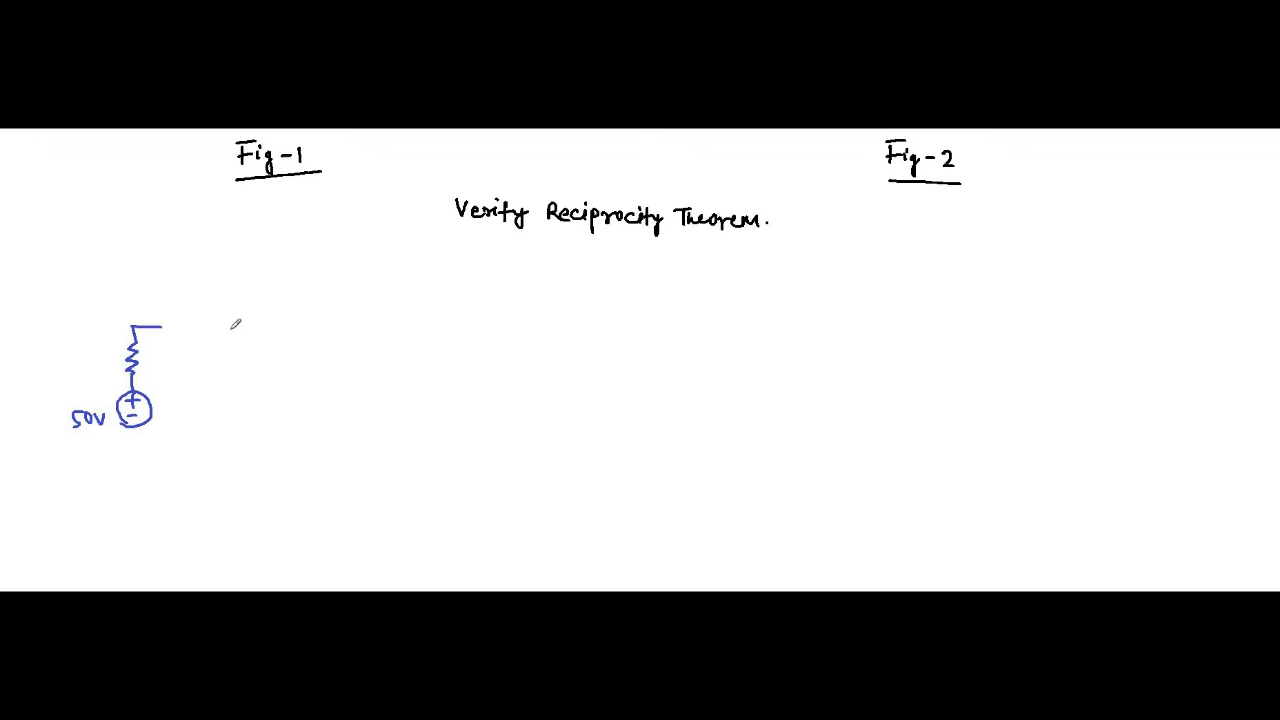 Fig-1
Fig-2
Verify Reciprocity Theorem.
50V
+
-